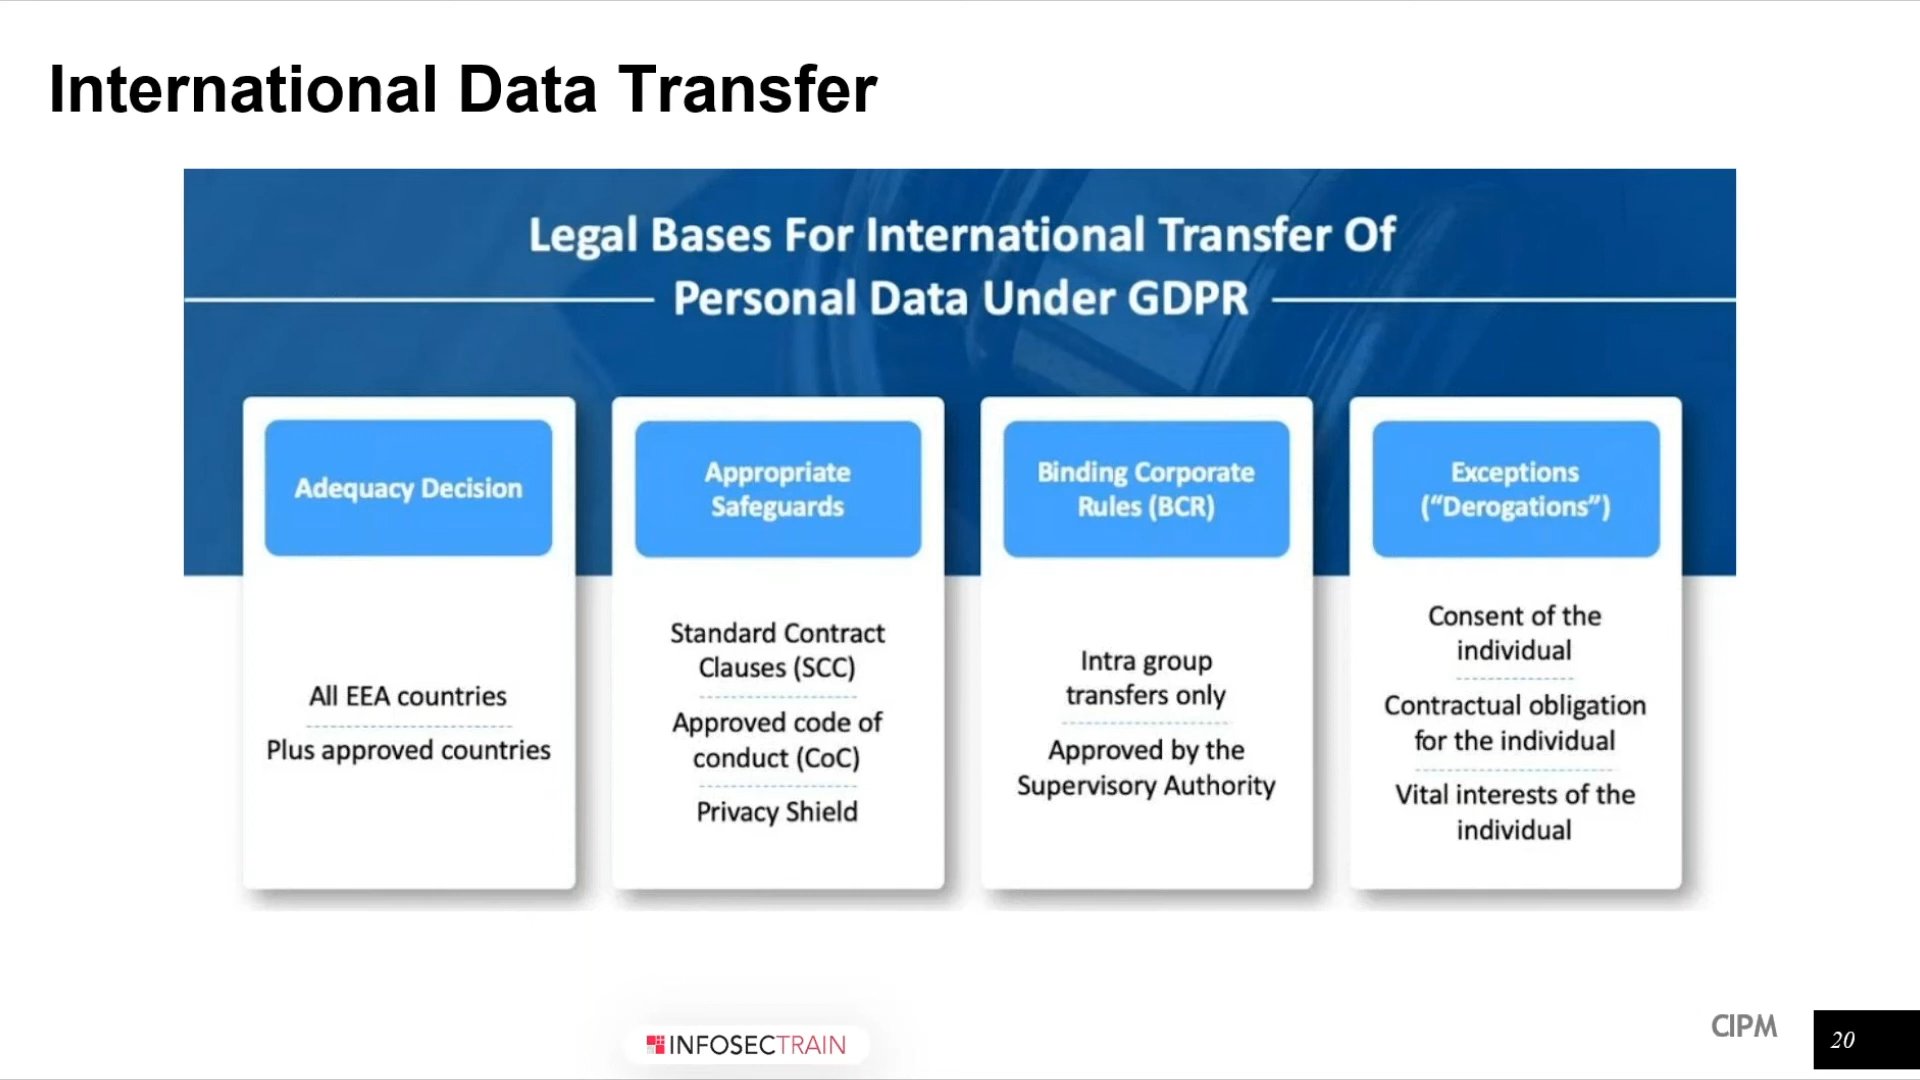 International Data Transfer
Legal Bases For International Transfer Of
Personal Data Under GDPR
Adequacy Decision
All EEA countries
Plus approved countries
Appropriate
Safeguards
Standard Contract
Clauses (SCC)
Approved code of
conduct (CoC)
Privacy Shield
Binding Corporate
Rules (BCR)
Intra group
transfers only
Approved by the
Supervisory Authority
Exceptions
(“Derogations”)
Consent of the
individual
Contractual obligation
for the individual
Vital interests of the
individual
INFOSECTRAIN
CIPM
20